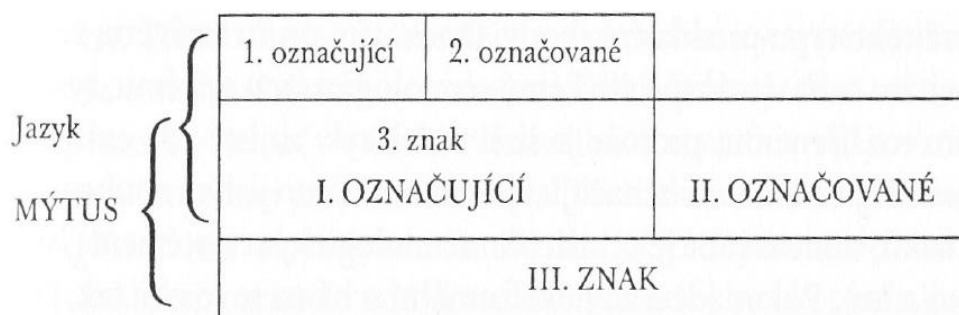 1. označující 2. označované
Jazyk
3. znak
MÝTUS
I. OZNAČUJÍCÍ II. OZNAČOVANÉ
III. ZNAK